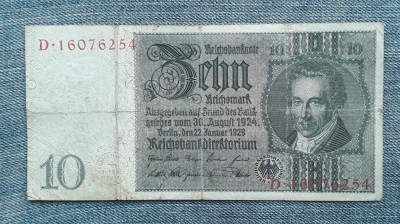 D·16076254
Reichsbanknote
10
10
Zehn
Reichsmark
Ausgegeben auf Grund des Bank-
gesetzes vom 30. August 1924.
Berlin, den 22. Januar 1929
Reichsbankdirektorium
10
D·16076254